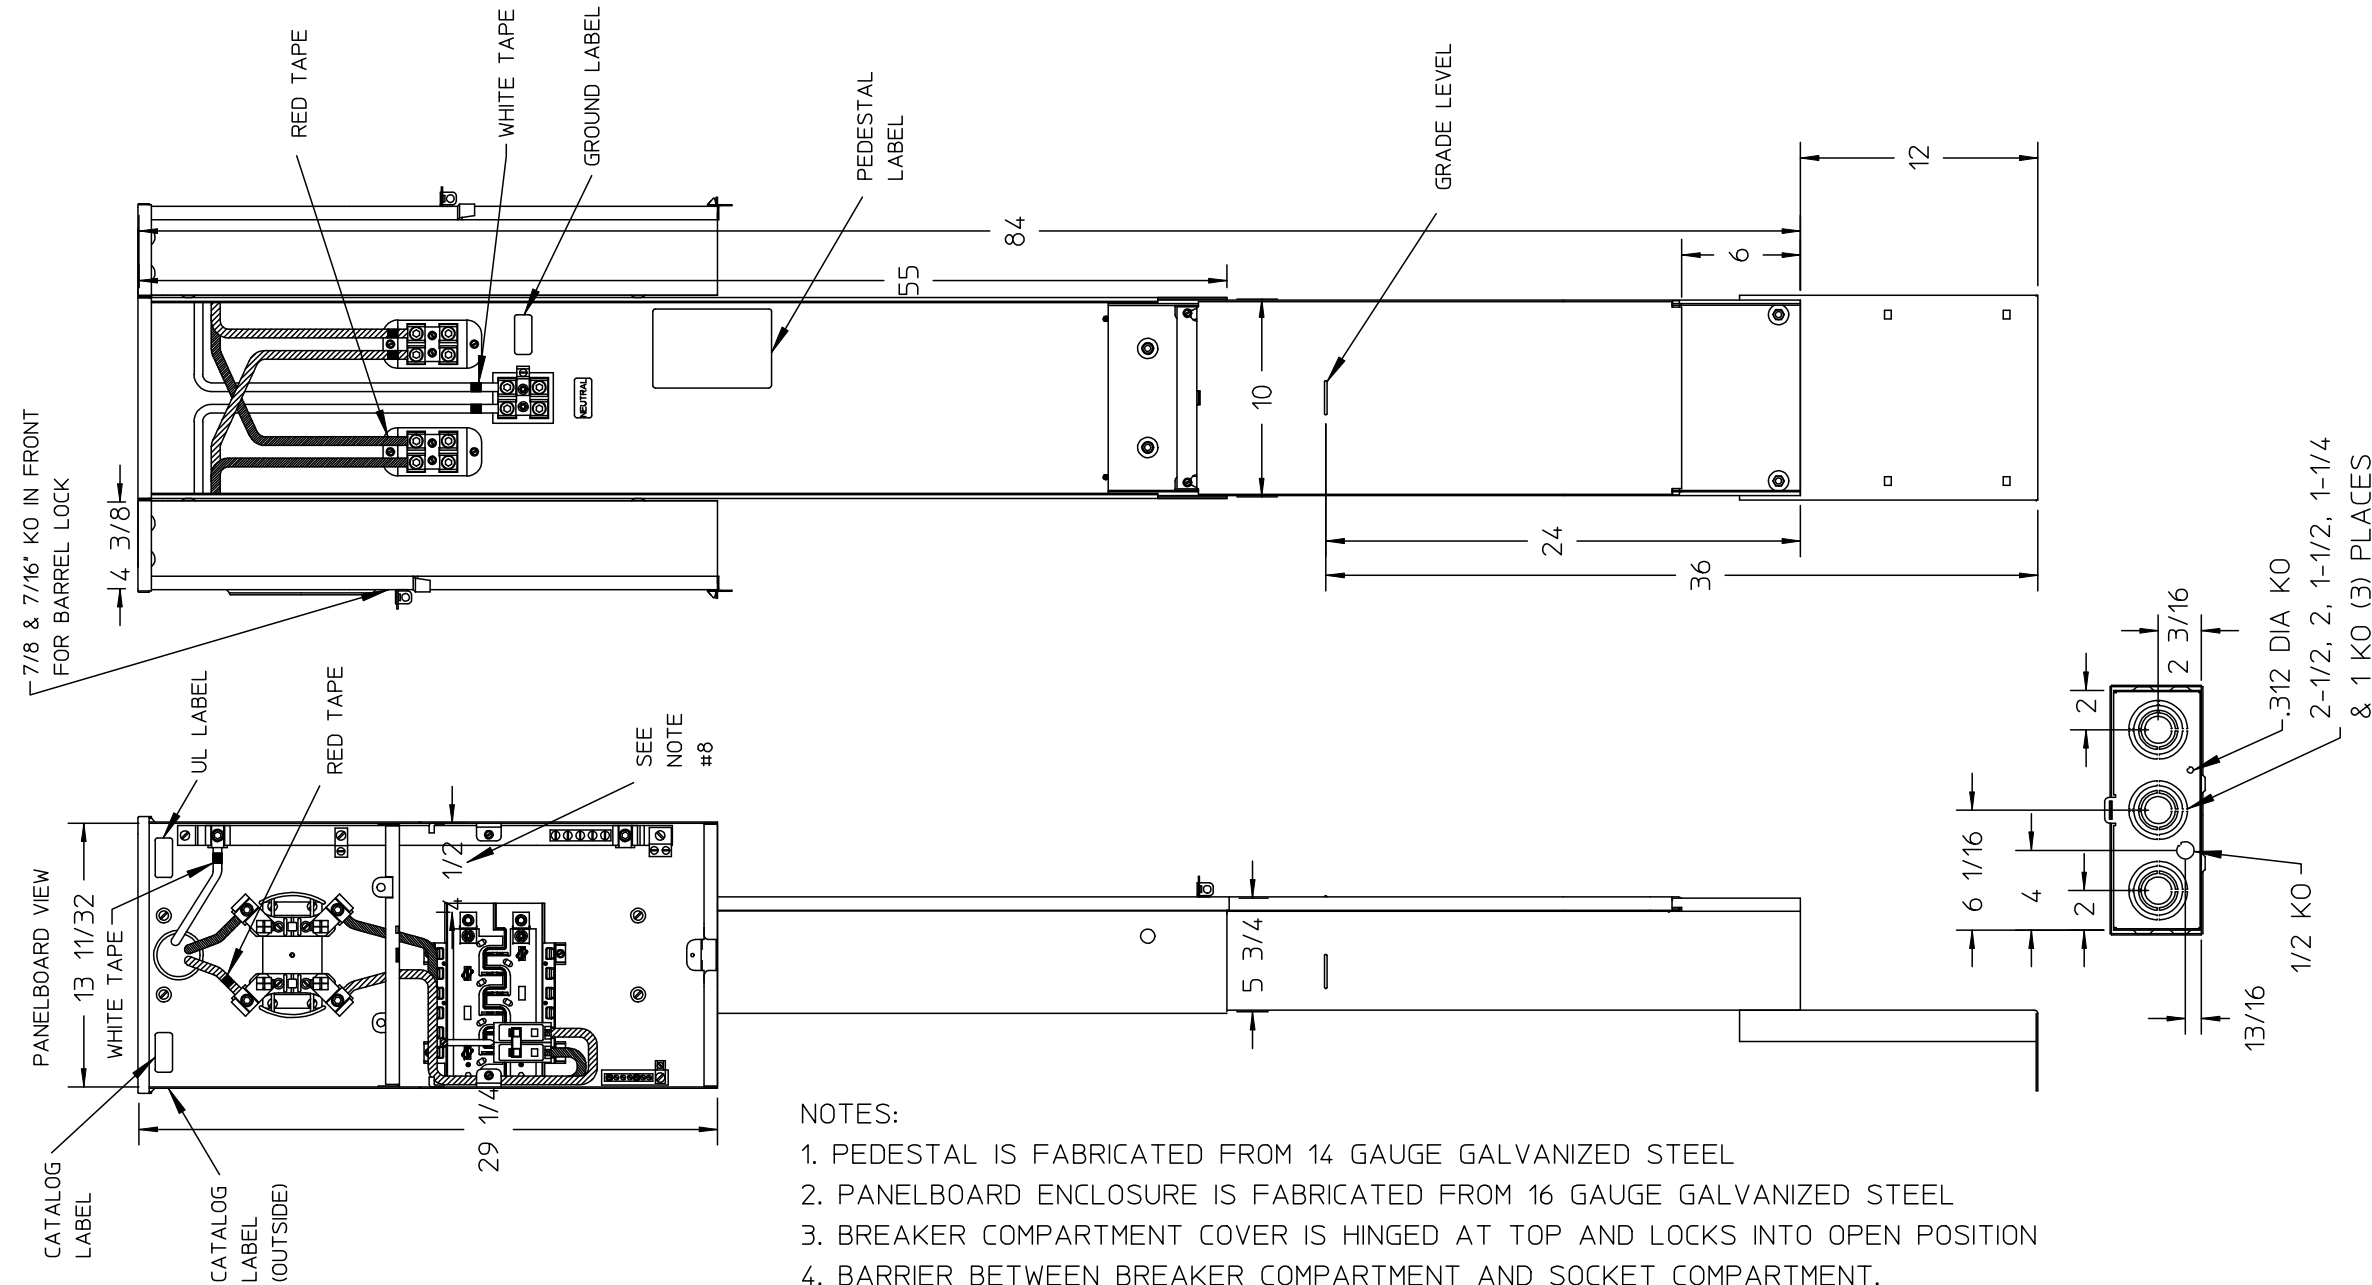 7/8 & 7/16" KO IN FRONT
FOR BARREL LOCK
RED TAPE
WHITE TAPE
GROUND LABEL
PEDESTAL
LABEL
GRADE LEVEL
NEUTRAL
4 3/8
84
55
10
6
12
24
36
PANELBOARD VIEW
13 11/32
WHITE TAPE
UL LABEL
RED TAPE
SEE
NOTE
#8
4 1/2
29 1/4
5 3/4
CATALOG
LABEL
CATALOG
LABEL
(OUTSIDE)
2
2 3/16
6 1/16
4
2
13/16
.312 DIA KO
2-1/2, 2, 1-1/2, 1-1/4
& 1 KO (3) PLACES
1/2 KO
NOTES:
1. PEDESTAL IS FABRICATED FROM 14 GAUGE GALVANIZED STEEL
2. PANELBOARD ENCLOSURE IS FABRICATED FROM 16 GAUGE GALVANIZED STEEL
3. BREAKER COMPARTMENT COVER IS HINGED AT TOP AND LOCKS INTO OPEN POSITION
4. BARRIER BETWEEN BREAKER COMPARTMENT AND SOCKET COMPARTMENT.